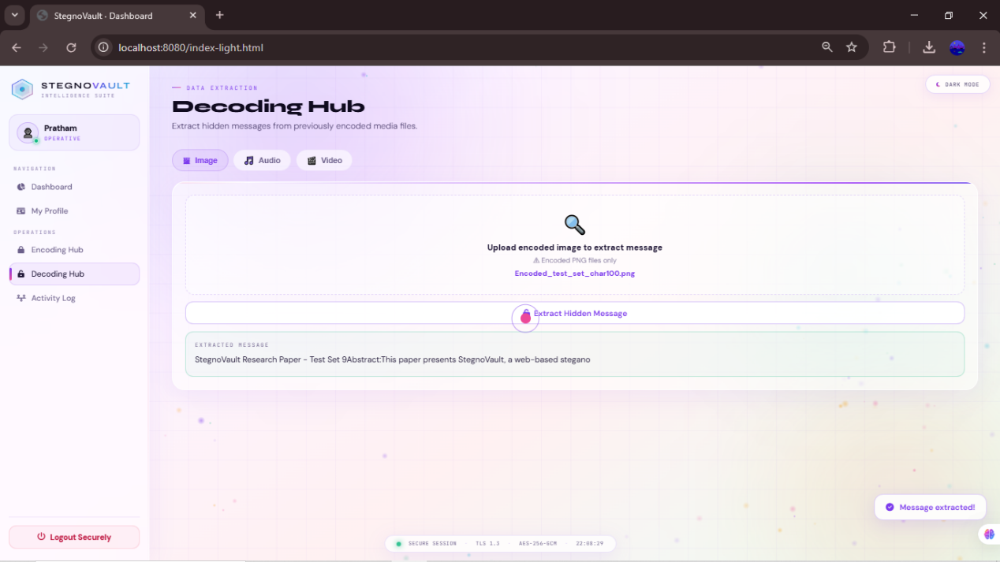 StegnoVault - Dashboard
localhost:8080/index-light.html
STEGNOVAULT
INTELLIGENCE SUITE
Pratham
OPERATIVE
NAVIGATION
Dashboard
My Profile
OPERATIONS
Encoding Hub
Decoding Hub
Activity Log
Logout Securely
DARK MODE
DATA EXTRACTION
Decoding Hub
Extract hidden messages from previously encoded media files.
Image
Audio
Video
Upload encoded image to extract message
⚠ Encoded PNG files only
Encoded_test_set_char100.png
Extract Hidden Message
EXTRACTED MESSAGE
StegnoVault Research Paper - Test Set 9Abstract:This paper presents StegnoVault, a web-based stegano
Message extracted!
SECURE SESSION · TLS 1.3 · AES-256-GCM · 22:08:29